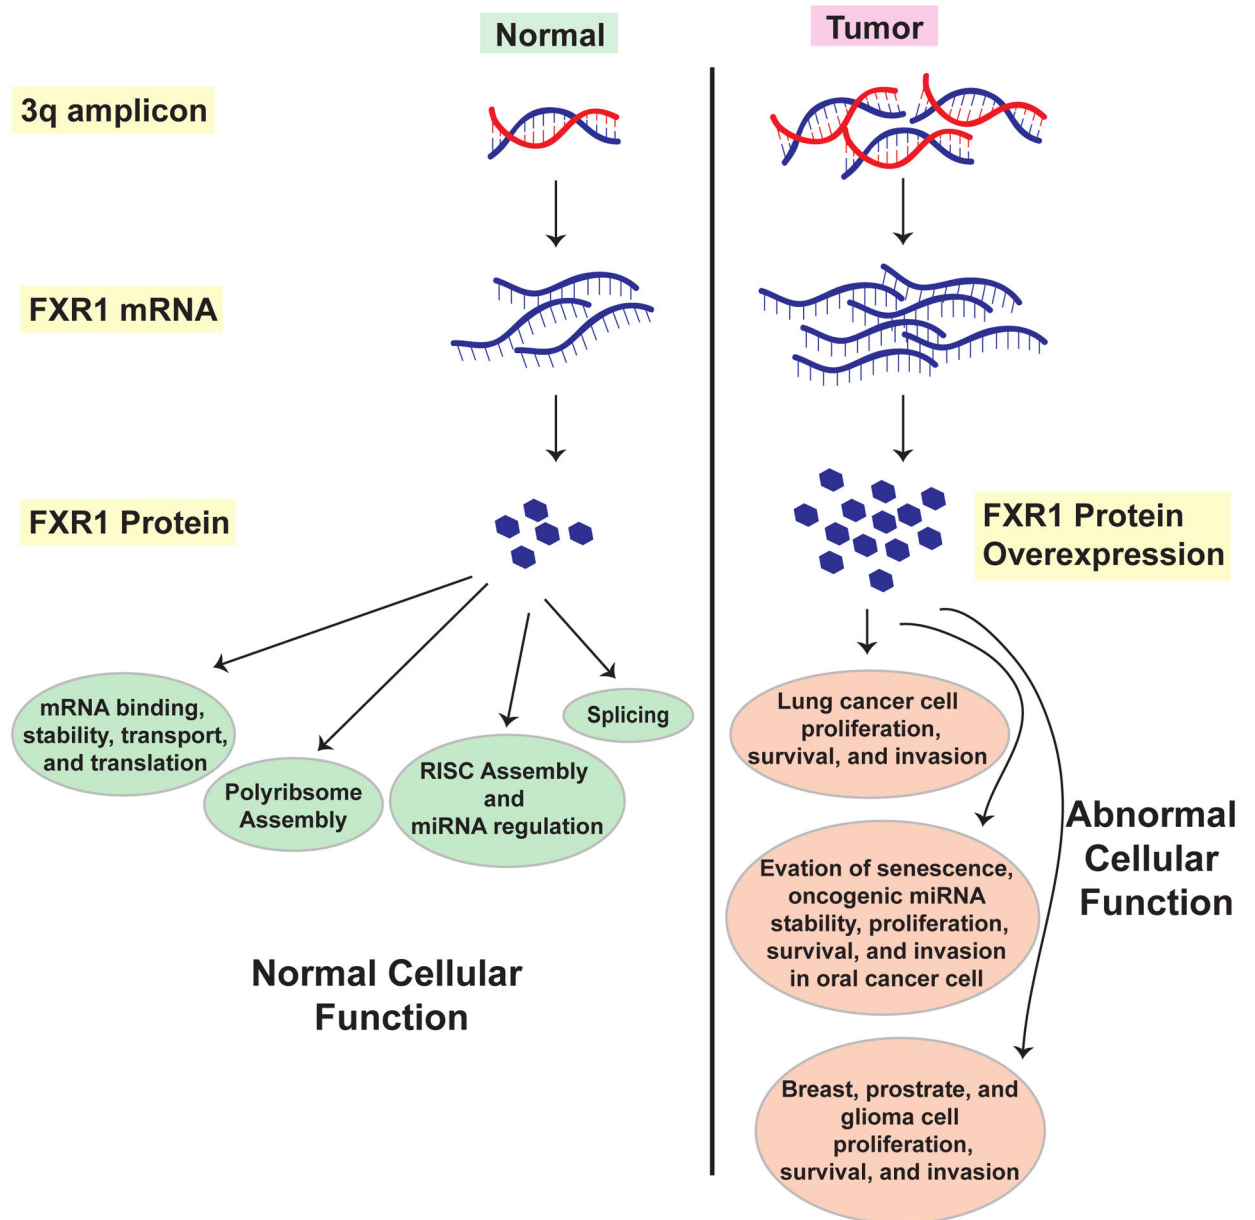 Normal
Tumor
3q amplicon
FXR1 mRNA
FXR1 Protein
FXR1 Protein
Overexpression
mRNA binding,
stability, transport,
and translation
Polyribsome
Assembly
RISC Assembly
and
miRNA regulation
Splicing
Normal Cellular
Function
Lung cancer cell
proliferation,
survival, and invasion
Evation of senescence,
oncogenic miRNA
stability, proliferation,
survival, and invasion
in oral cancer cell
Breast, prostrate, and
glioma cell
proliferation,
survival, and invasion
Abnormal
Cellular
Function